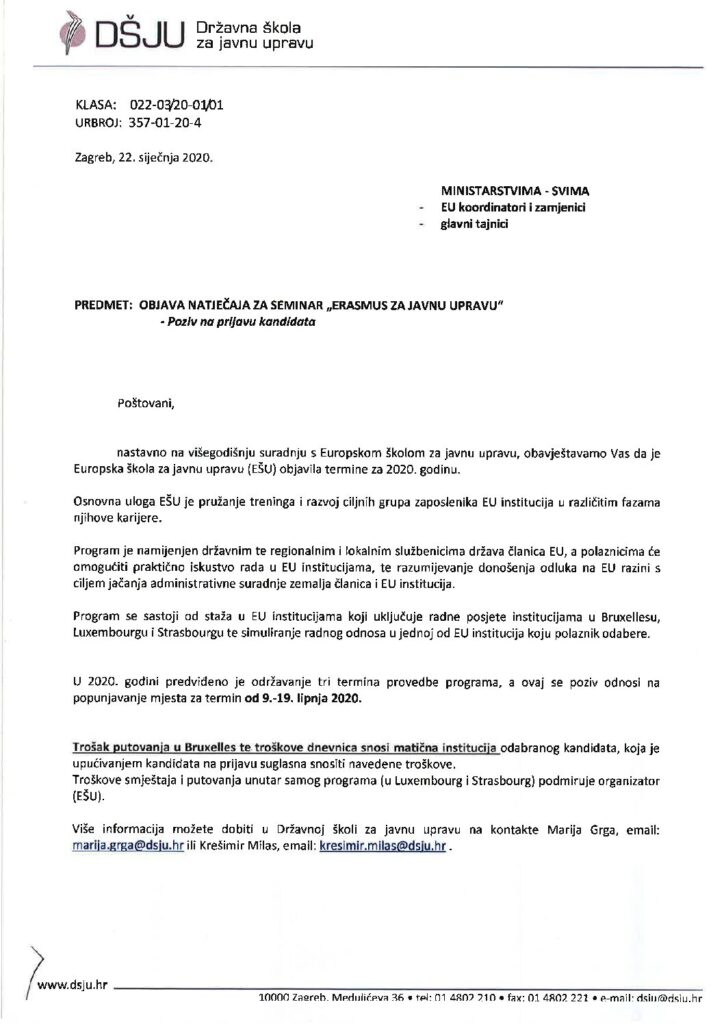 DŠJU Državna škola
za javnu upravu
KLASA: 022-03/20-01/01
URBROJ: 357-01-20-4
Zagreb, 22. siječnja 2020.
MINISTARSTVIMA - SVIMA
- EU koordinatori i zamjenici
- glavni tajnici
PREDMET: OBJAVA NATJEČAJA ZA SEMINAR „ERASMUS ZA JAVNU UPRAVU“
- Poziv na prijavu kandidata
Poštovani,
nastavno na višegodišnju suradnju s Europskom školom za javnu upravu, obavještavamo Vas da je
Europska škola za javnu upravu (EŠU) objavila termine za 2020. godinu.
Osnovna uloga EŠU je pružanje treninga i razvoj ciljnih grupa zaposlenika EU institucija u različitim fazama
njihove karijere.
Program je namijenjen državnim te regionalnim i lokalnim službenicima država članica EU, a polaznicima će
omogućiti praktično iskustvo rada u EU institucijama, te razumijevanje donošenja odluka na EU razini s
ciljem jačanja administrativne suradnje zemalja članica i EU institucija.
Program se sastoji od staža u EU institucijama koji uključuje radne posjete institucijama u Bruxellesu,
Luxembourgu i Strasbourgu te simuliranje radnog odnosa u jednoj od EU institucija koju polaznik odabere.
U 2020. godini predviđeno je održavanje tri termina provedbe programa, a ovaj se poziv odnosi na
popunjavanje mjesta za termin od 9.-19. lipnja 2020.
Trošak putovanja u Bruxelles te troškove dnevnica snosi matična institucija odabranog kandidata, koja je
upućivanjem kandidata na prijavu suglasna snositi navedene troškove.
Troškove smještaja i putovanja unutar samog programa (u Luxembourg i Strasbourg) podmiruje organizator
(EŠU).
Više informacija možete dobiti u Državnoj školi za javnu upravu na kontakte Marija Grga, email:
marija.grga@dsju.hr ili Krešimir Milas, email: kresimir.milas@dsju.hr .
www.dsju.hr
10000 Zagreb, Medulićeva 36 • tel: 01 4802 210 • fax: 01 4802 221 • e-mail: dsju@dsju.hr